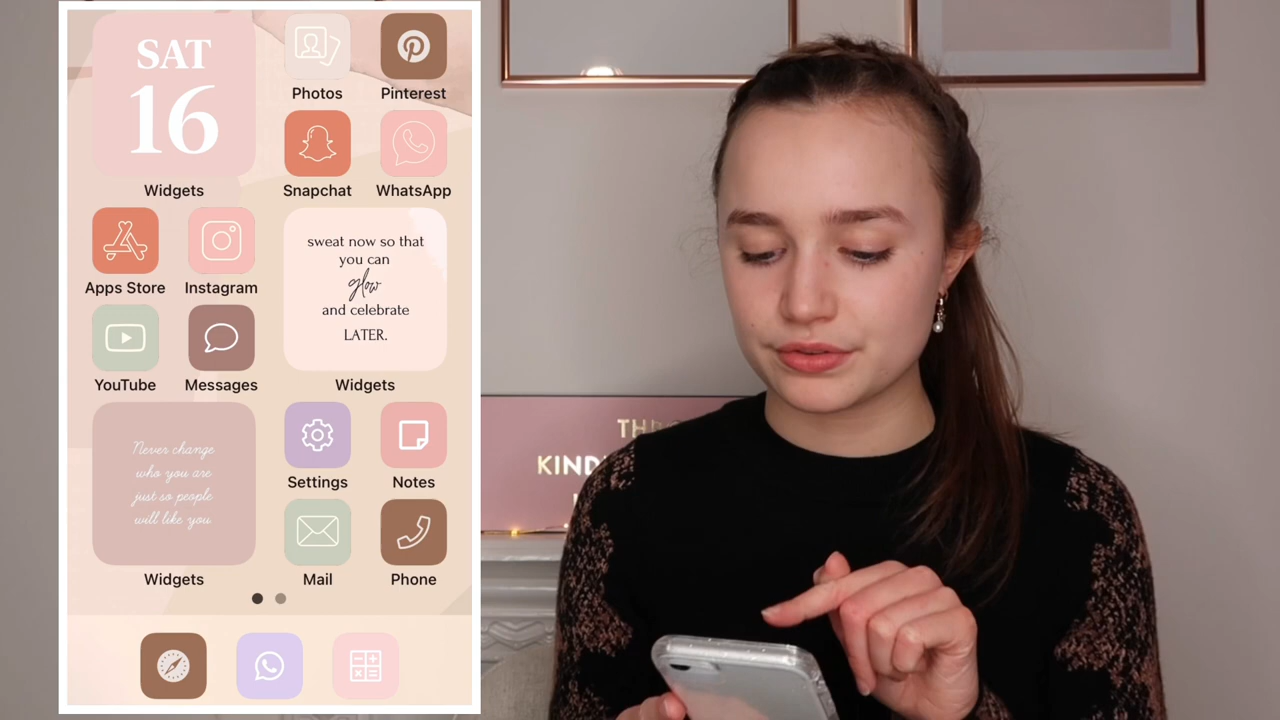 SAT
16
Widgets
Photos
Pinterest
Snapchat
WhatsApp
Apps Store
Instagram
sweat now so that
you can
glow
and celebrate
LATER.
YouTube
Messages
Widgets
Never change
who you are
just so people
will like you
Widgets
Settings
Notes
Mail
Phone